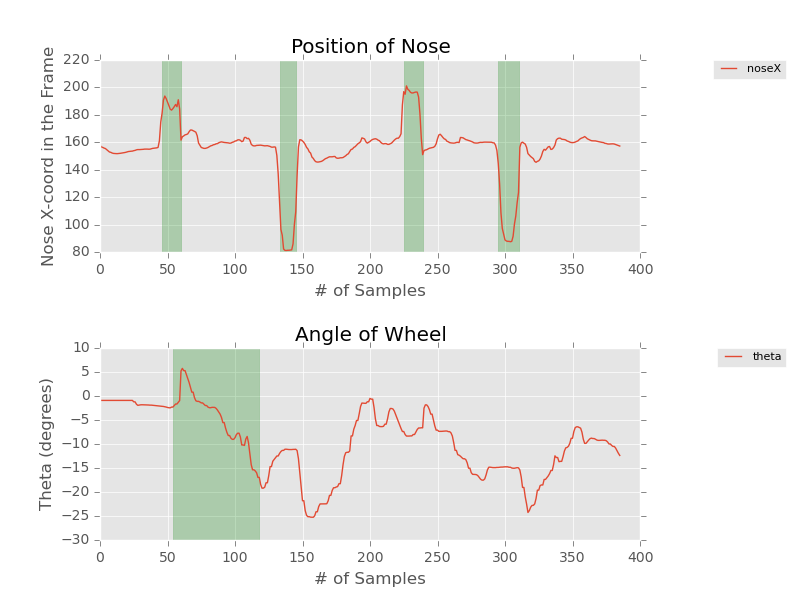 Position of Nose
Nose X-coord in the Frame
220
200
180
160
140
120
100
80
0 50 100 150 200 250 300 350 400
# of Samples
noseX
Angle of Wheel
Theta (degrees)
10
5
0
−5
−10
−15
−20
−25
−30
0 50 100 150 200 250 300 350 400
# of Samples
theta